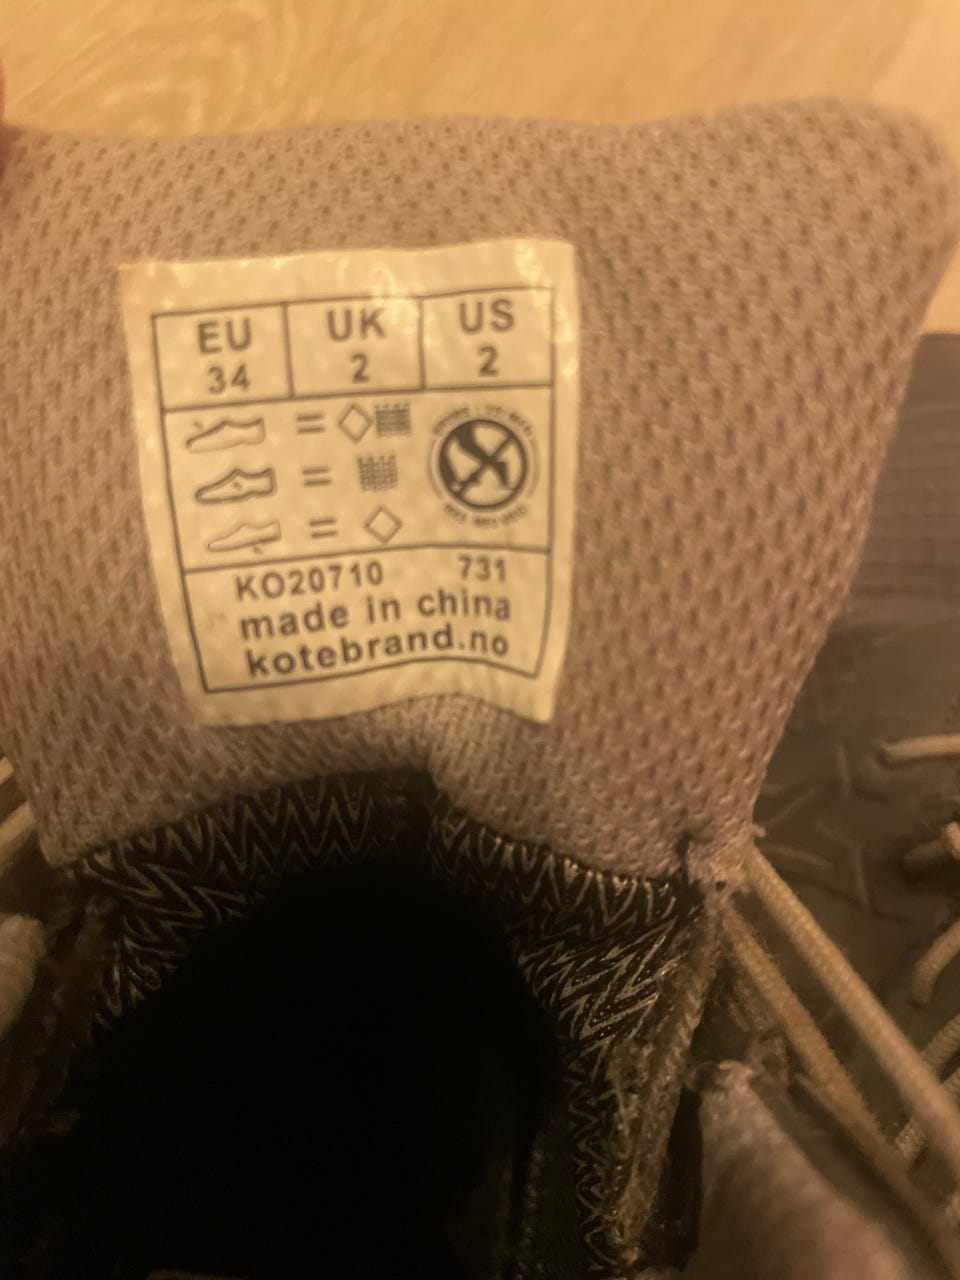 EU UK US
34 2 2
KO20710 731
made in china
kotebrand.no